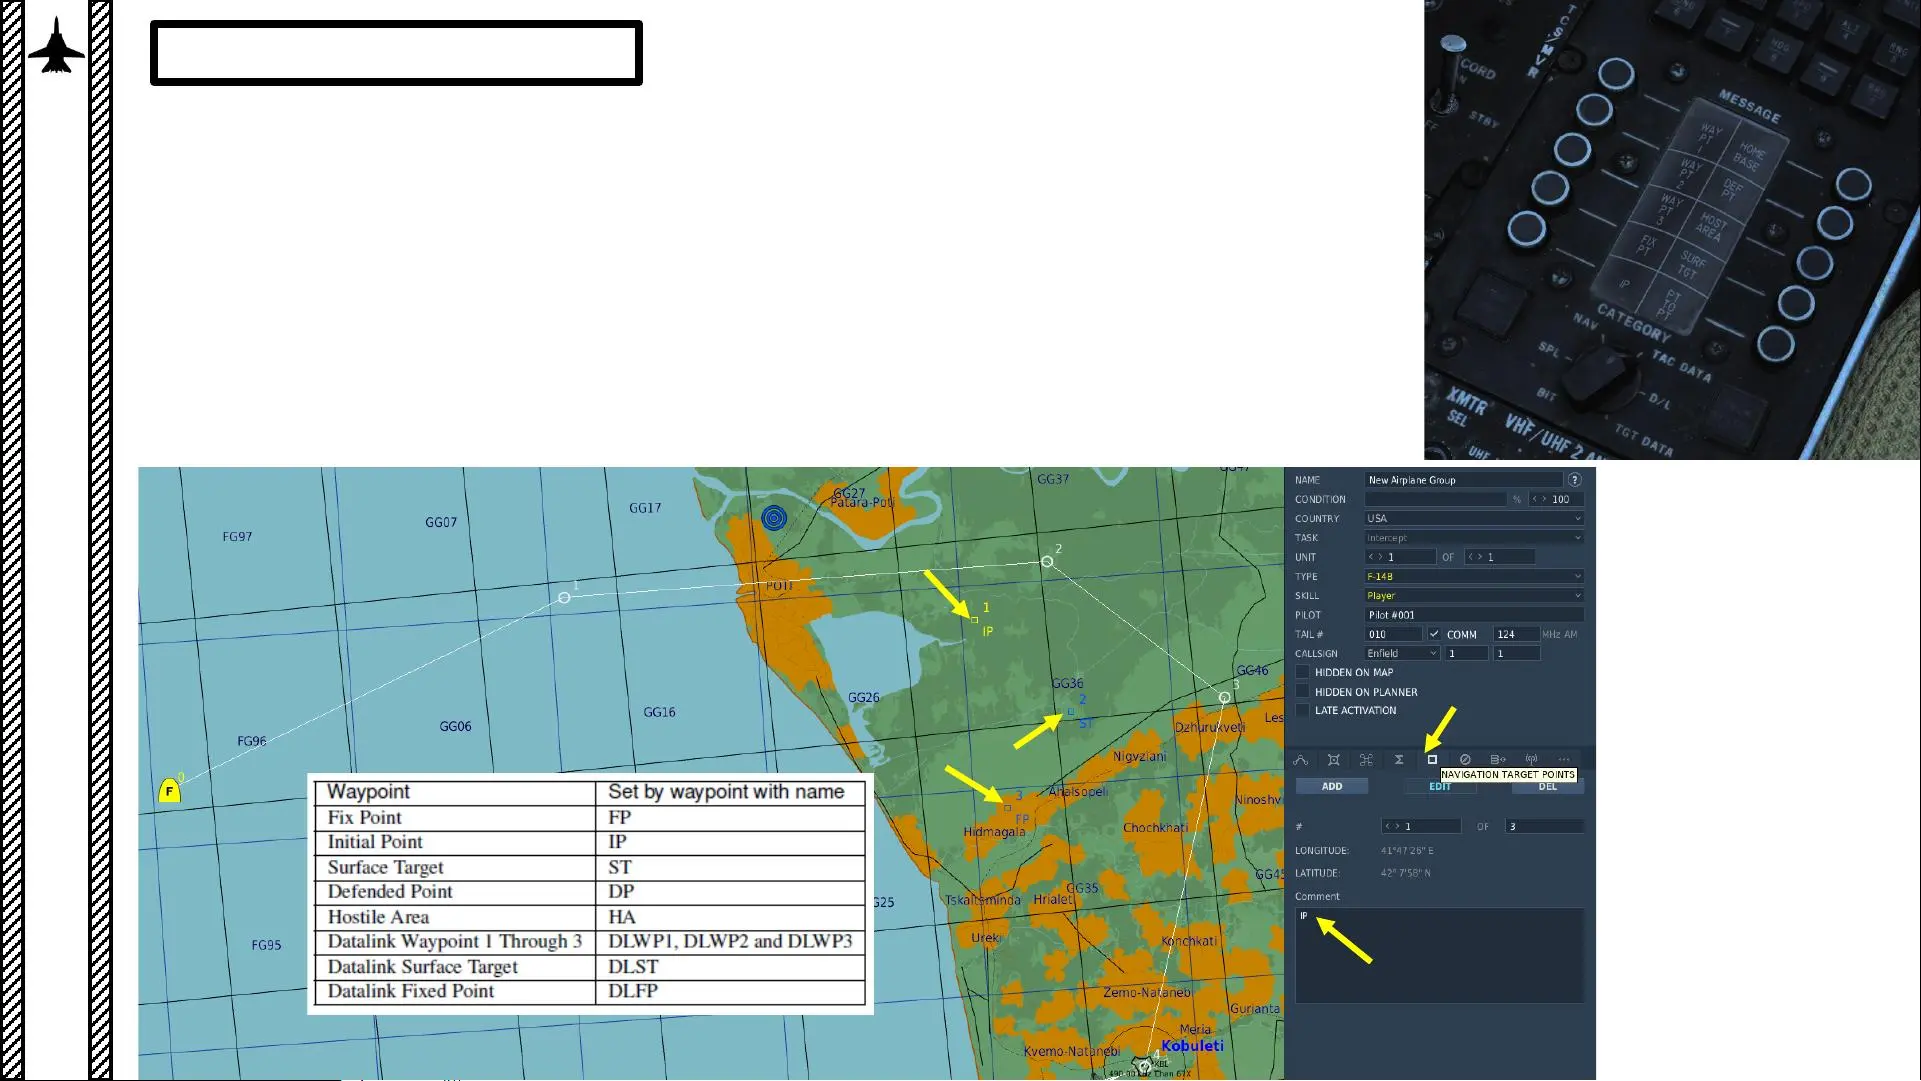 TCS/MVR
CORD
STBY
MESSAGE
WAY PT 1
HOME BASE
WAY PT 2
DEF PT
WAY PT 3
HOST AREA
FIX PT
SURF TGT
IP
PT TO PT
CATEGORY
NAV
SPL
TAC DATA
BIT
D/L
TGT DATA
XMTR SEL
VHF/UHF 2
UHF
GG37
GG27
Patara-Poti
GG17
GG07
FG97
2
1
POTI
1
IP
GG46
GG36
3
2
ST
GG26
GG16
GG06
FG96
Dzhurukveti
Les
Nigvziani
0
F
3
FP
Ahalsopeli
Ninoshvi
Hidmagala
Chochkhati
GG35
GG45
Tskaltsminda
Hrialet
Ureki
Konchkati
FG95
Zemo-Natanebi
Gurianta
Meria
Kobuleti
Kvemo-Natanebi
4
Waypoint Set by waypoint with name
Fix Point FP
Initial Point IP
Surface Target ST
Defended Point DP
Hostile Area HA
Datalink Waypoint 1 Through 3 DLWP1, DLWP2 and DLWP3
Datalink Surface Target DLST
Datalink Fixed Point DLFP
NAME New Airplane Group ?
CONDITION % < > 100
COUNTRY USA
TASK Intercept
UNIT < > 1 OF < > 1
TYPE F-14B
SKILL Player
PILOT Pilot #001
TAIL # 010 COMM 124 MHz AM
CALLSIGN Enfield 1 1
HIDDEN ON MAP
HIDDEN ON PLANNER
LATE ACTIVATION
NAVIGATION TARGET POINTS
ADD EDIT DEL
# < > 1 OF 3
LONGITUDE: 41°47'26" E
LATITUDE: 42° 7'58" N
Comment
IP